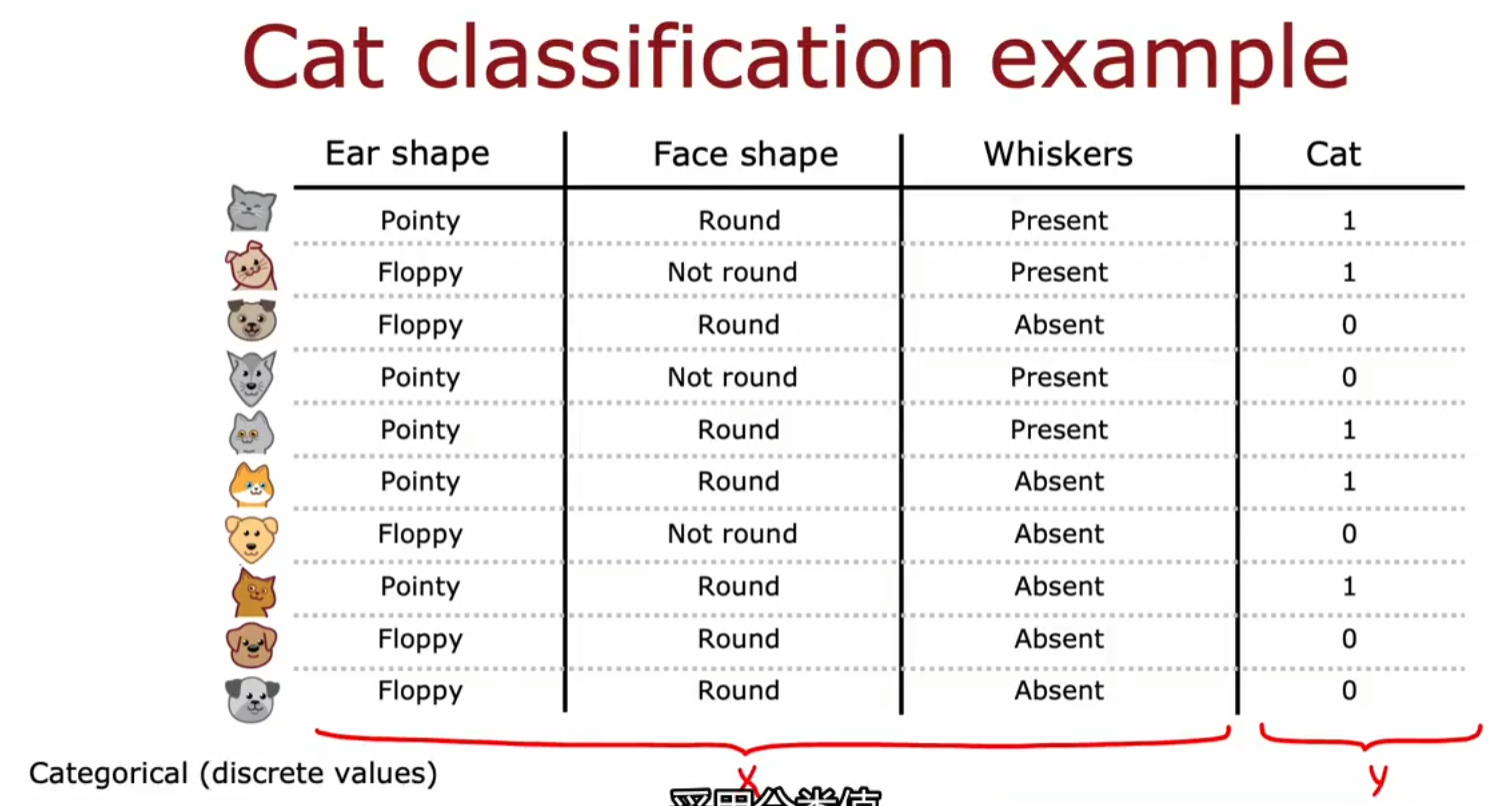 Cat classification example
Ear shape Face shape Whiskers Cat
Pointy Round Present 1
Floppy Not round Present 1
Floppy Round Absent 0
Pointy Not round Present 0
Pointy Round Present 1
Pointy Round Absent 1
Floppy Not round Absent 0
Pointy Round Absent 1
Floppy Round Absent 0
Floppy Round Absent 0
Categorical (discrete values) X y